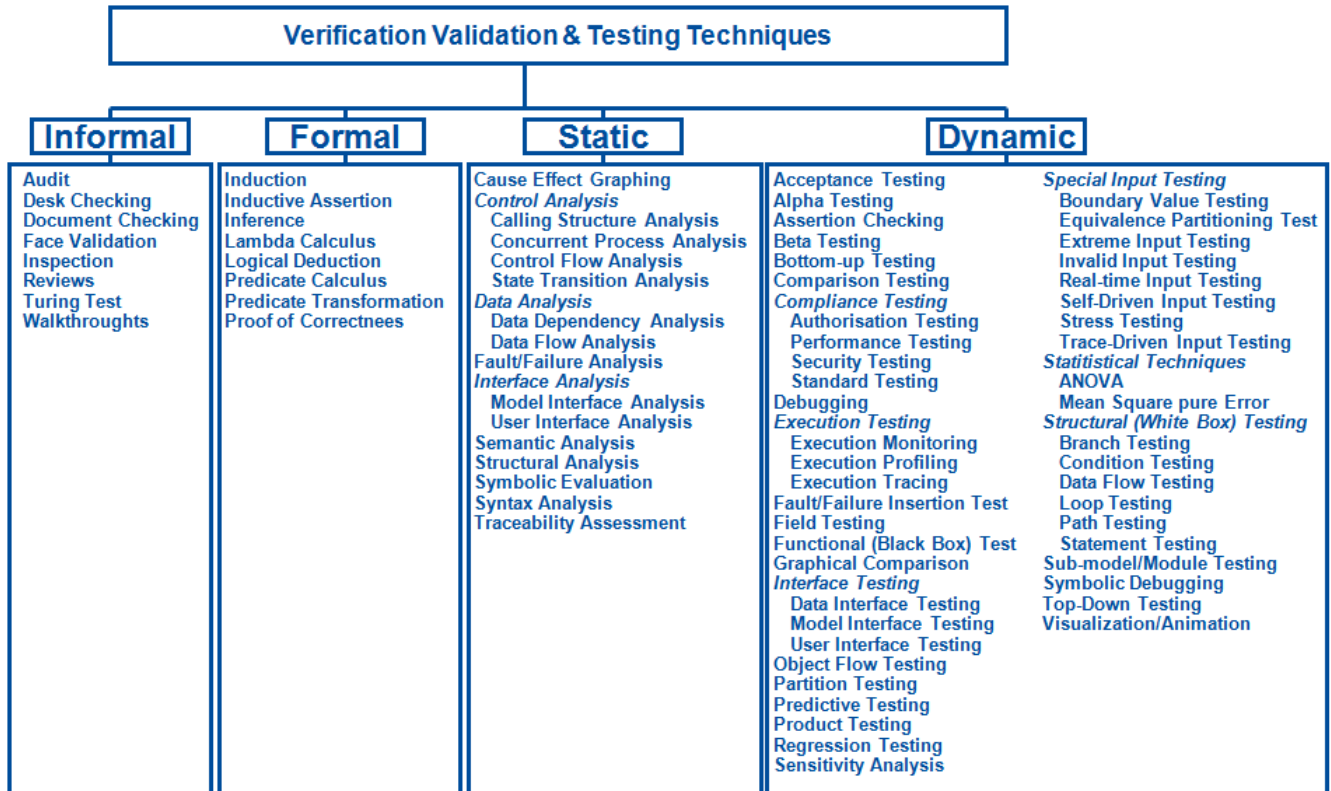 Verification Validation & Testing Techniques
Informal
Formal
Static
Dynamic
Audit
Desk Checking
Document Checking
Face Validation
Inspection
Reviews
Turing Test
Walkthroughts
Induction
Inductive Assertion
Inference
Lambda Calculus
Logical Deduction
Predicate Calculus
Predicate Transformation
Proof of Correctnees
Cause Effect Graphing
Control Analysis
Calling Structure Analysis
Concurrent Process Analysis
Control Flow Analysis
State Transition Analysis
Data Analysis
Data Dependency Analysis
Data Flow Analysis
Fault/Failure Analysis
Interface Analysis
Model Interface Analysis
User Interface Analysis
Semantic Analysis
Structural Analysis
Symbolic Evaluation
Syntax Analysis
Traceability Assessment
Acceptance Testing
Alpha Testing
Assertion Checking
Beta Testing
Bottom-up Testing
Comparison Testing
Compliance Testing
Authorisation Testing
Performance Testing
Security Testing
Standard Testing
Debugging
Execution Testing
Execution Monitoring
Execution Profiling
Execution Tracing
Fault/Failure Insertion Test
Field Testing
Functional (Black Box) Test
Graphical Comparison
Interface Testing
Data Interface Testing
Model Interface Testing
User Interface Testing
Object Flow Testing
Partition Testing
Predictive Testing
Product Testing
Regression Testing
Sensitivity Analysis
Special Input Testing
Boundary Value Testing
Equivalence Partitioning Test
Extreme Input Testing
Invalid Input Testing
Real-time Input Testing
Self-Driven Input Testing
Stress Testing
Trace-Driven Input Testing
Statitistical Techniques
ANOVA
Mean Square pure Error
Structural (White Box) Testing
Branch Testing
Condition Testing
Data Flow Testing
Loop Testing
Path Testing
Statement Testing
Sub-model/Module Testing
Symbolic Debugging
Top-Down Testing
Visualization/Animation